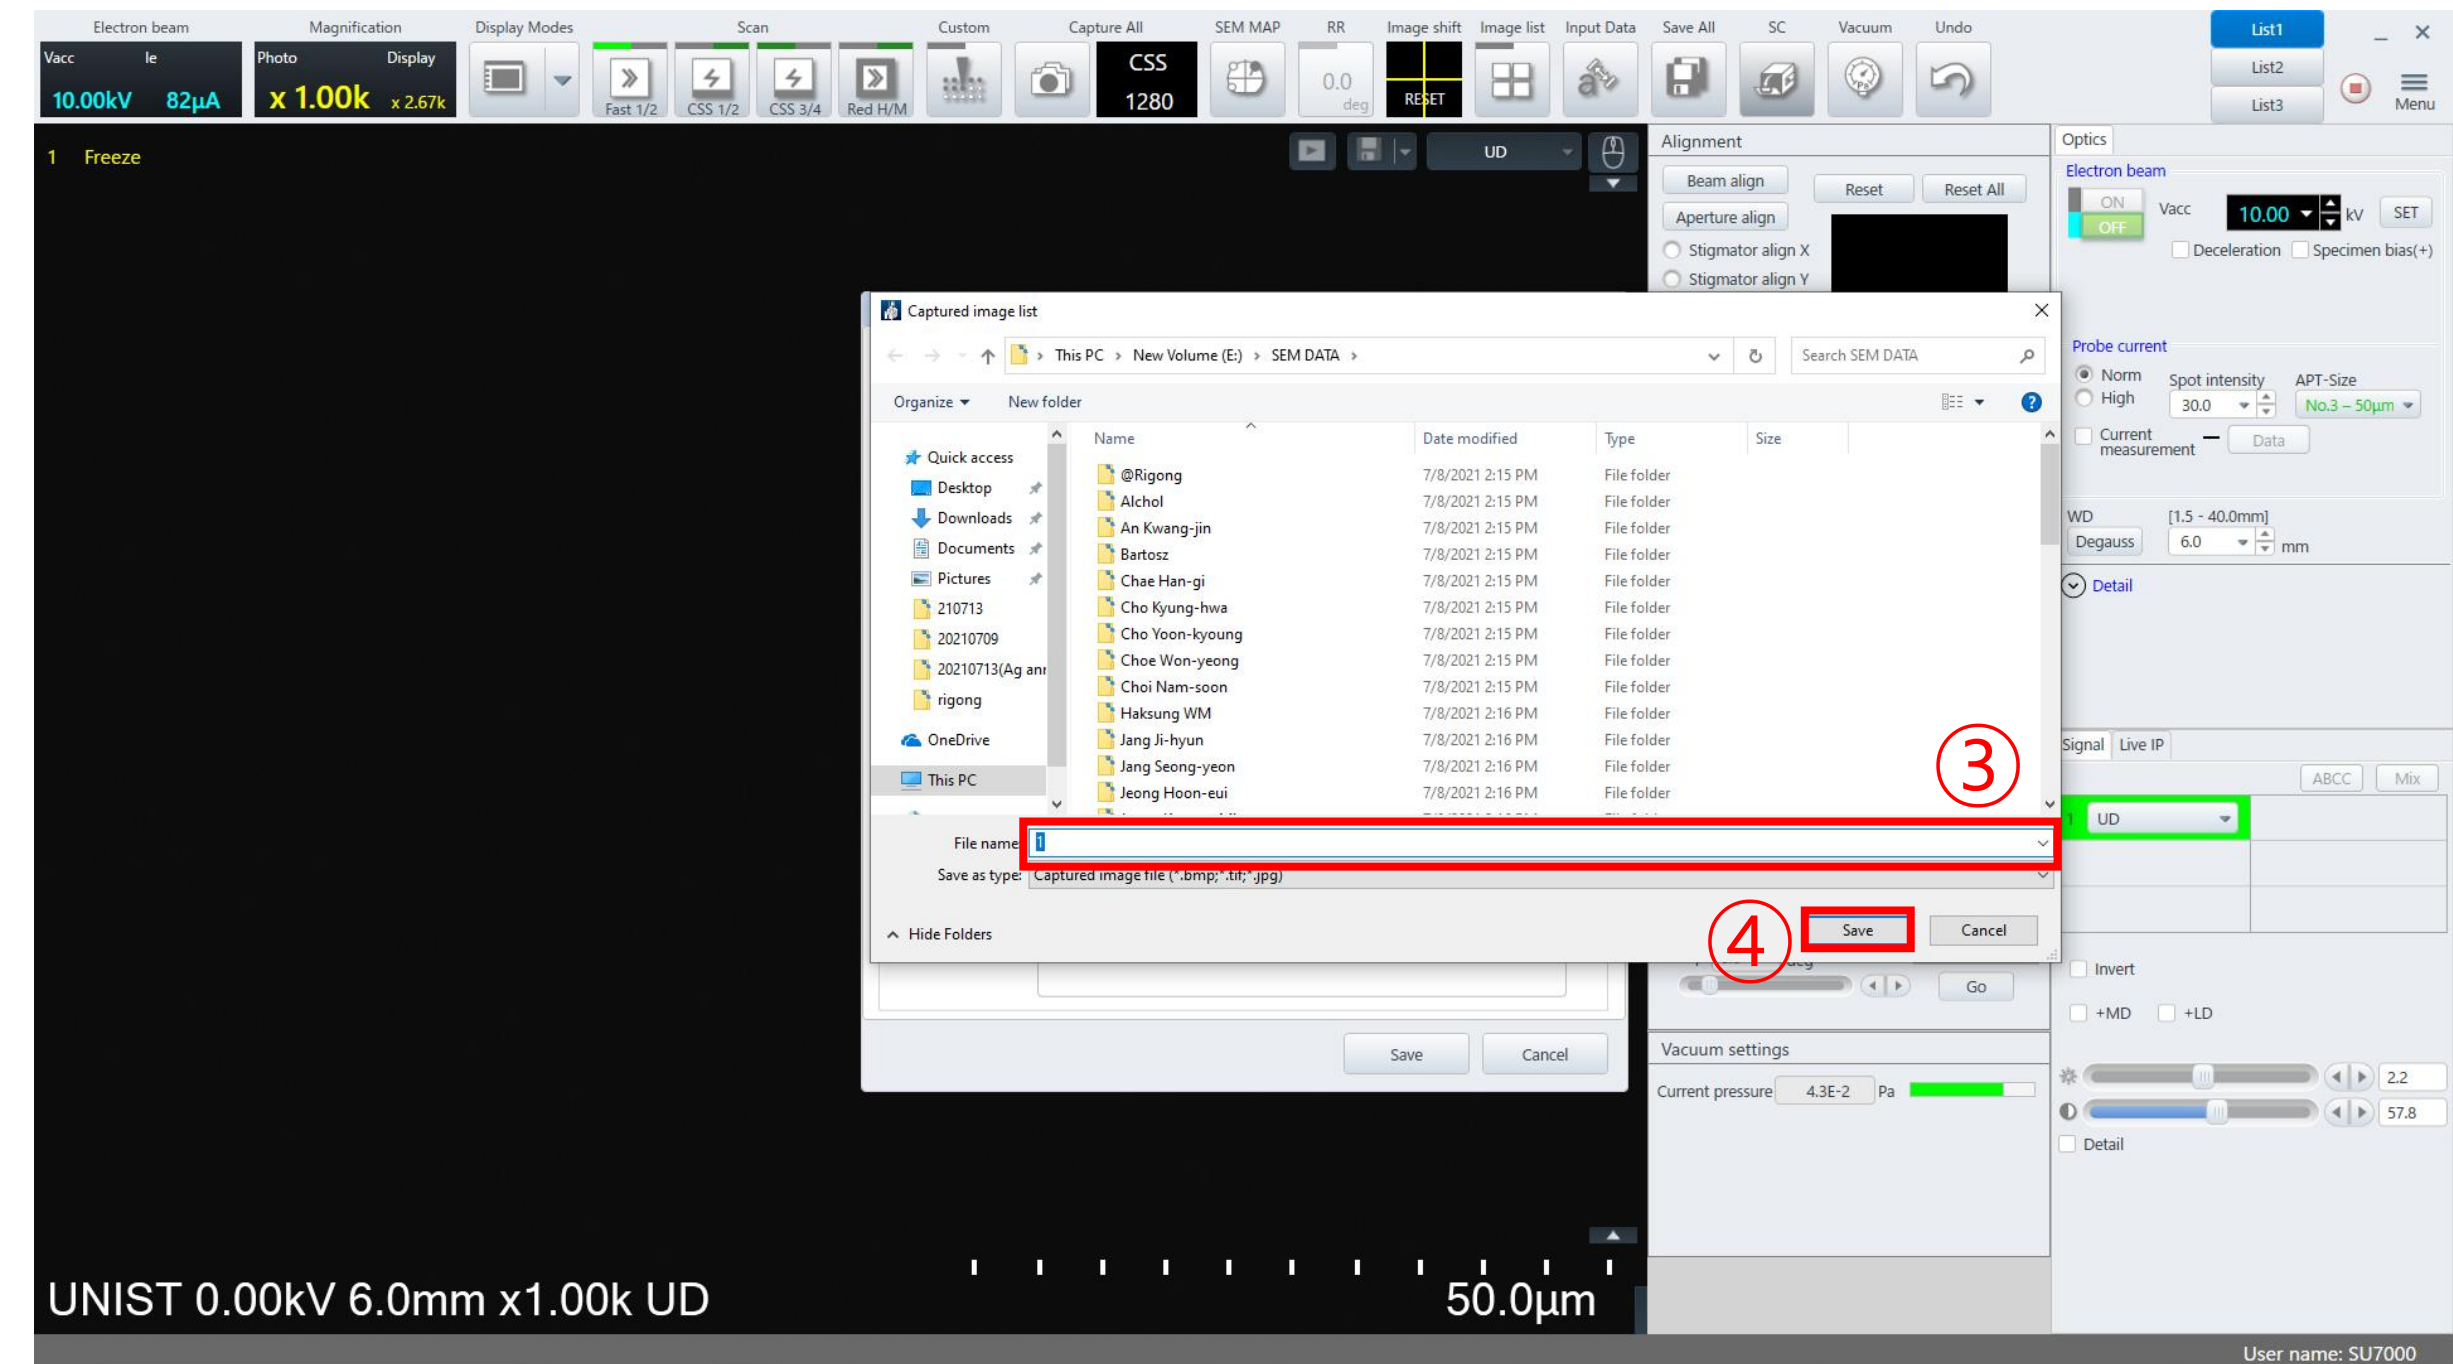 Electron beam Magnification Display Modes Scan Custom Capture All SEM MAP RR Image shift Image list Input Data Save All SC Vacuum Undo
Vacc Ie
10.00kV 82µA
Photo Display
x 1.00k x 2.67k
Fast 1/2 CSS 1/2 CSS 3/4 Red H/M
CSS
1280
0.0
deg
RESET
List1
List2
List3
Menu
1 Freeze
UD
Alignment
Beam align Reset Reset All
Aperture align
Stigmator align X
Stigmator align Y
Optics
Electron beam
ON
OFF
Vacc 10.00 kV SET
Deceleration Specimen bias(+)
Probe current
Norm
High
Spot intensity APT-Size
30.0 No.3 – 50µm
Current
measurement
Data
WD [1.5 - 40.0mm]
Degauss 6.0 mm
Detail
Captured image list
This PC > New Volume (E:) > SEM DATA >
Search SEM DATA
Organize New folder
Quick access
Desktop
Downloads
Documents
Pictures
210713
20210709
20210713(Ag anr
rigong
OneDrive
This PC
Name Date modified Type Size
@Rigong 7/8/2021 2:15 PM File folder
Alchol 7/8/2021 2:15 PM File folder
An Kwang-jin 7/8/2021 2:15 PM File folder
Bartosz 7/8/2021 2:15 PM File folder
Chae Han-gi 7/8/2021 2:15 PM File folder
Cho Kyung-hwa 7/8/2021 2:15 PM File folder
Cho Yoon-kyoung 7/8/2021 2:15 PM File folder
Choe Won-yeong 7/8/2021 2:15 PM File folder
Choi Nam-soon 7/8/2021 2:15 PM File folder
Haksung WM 7/8/2021 2:16 PM File folder
Jang Ji-hyun 7/8/2021 2:16 PM File folder
Jang Seong-yeon 7/8/2021 2:16 PM File folder
Jeong Hoon-eui 7/8/2021 2:16 PM File folder
③
File name: 1
Save as type: Captured image file (*.bmp;*.tif;*.jpg)
④
Hide Folders
Save Cancel
Save Cancel
Go
Vacuum settings
Current pressure 4.3E-2 Pa
Signal Live IP
ABCC Mix
1 UD
Invert
+MD +LD
2.2
57.8
Detail
UNIST 0.00kV 6.0mm x1.00k UD
50.0µm
User name: SU7000